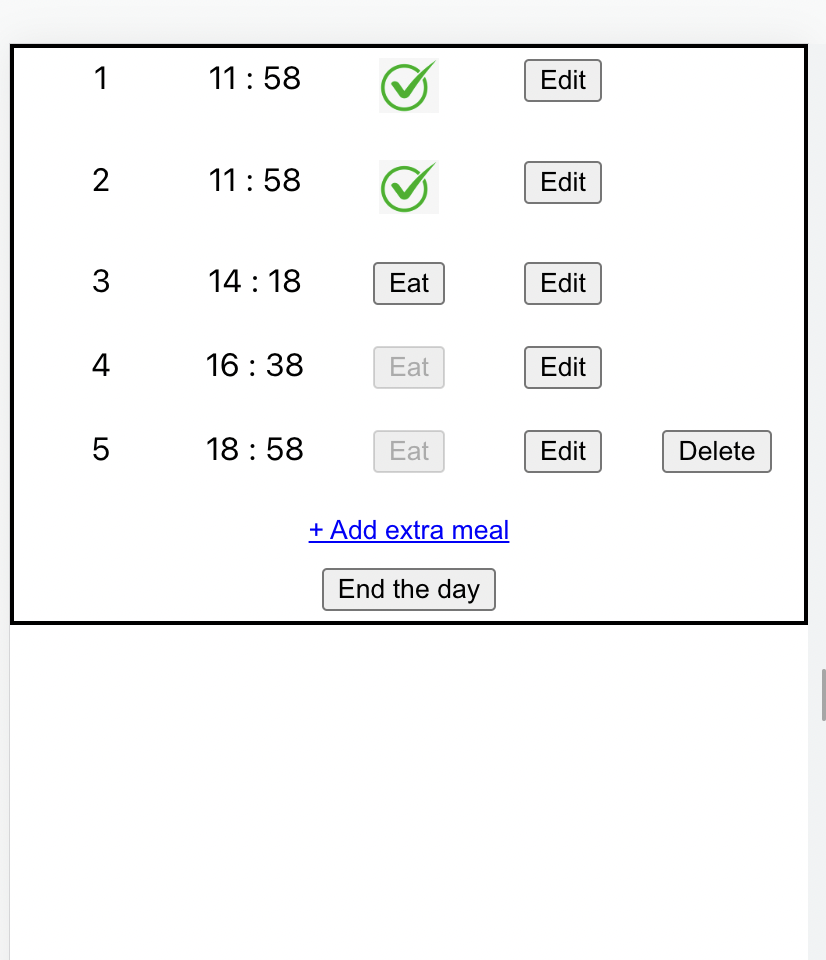 1 11 : 58 Edit
2 11 : 58 Edit
3 14 : 18 Eat Edit
4 16 : 38 Eat Edit
5 18 : 58 Eat Edit Delete
+ Add extra meal
End the day